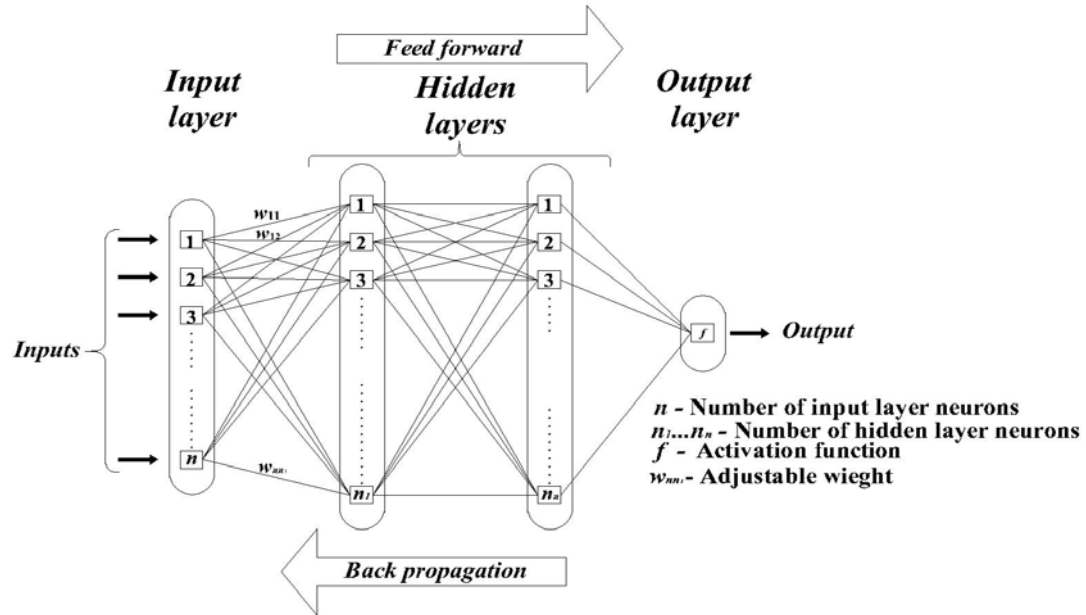 Feed forward
Input
layer
Hidden
layers
Output
layer
w11
w12
1
2
3
n
wnn1
1
2
3
n1
1
2
3
nn
f
Inputs
Output
n - Number of input layer neurons
n1...nn - Number of hidden layer neurons
f - Activation function
wnn1 - Adjustable wieght
Back propagation